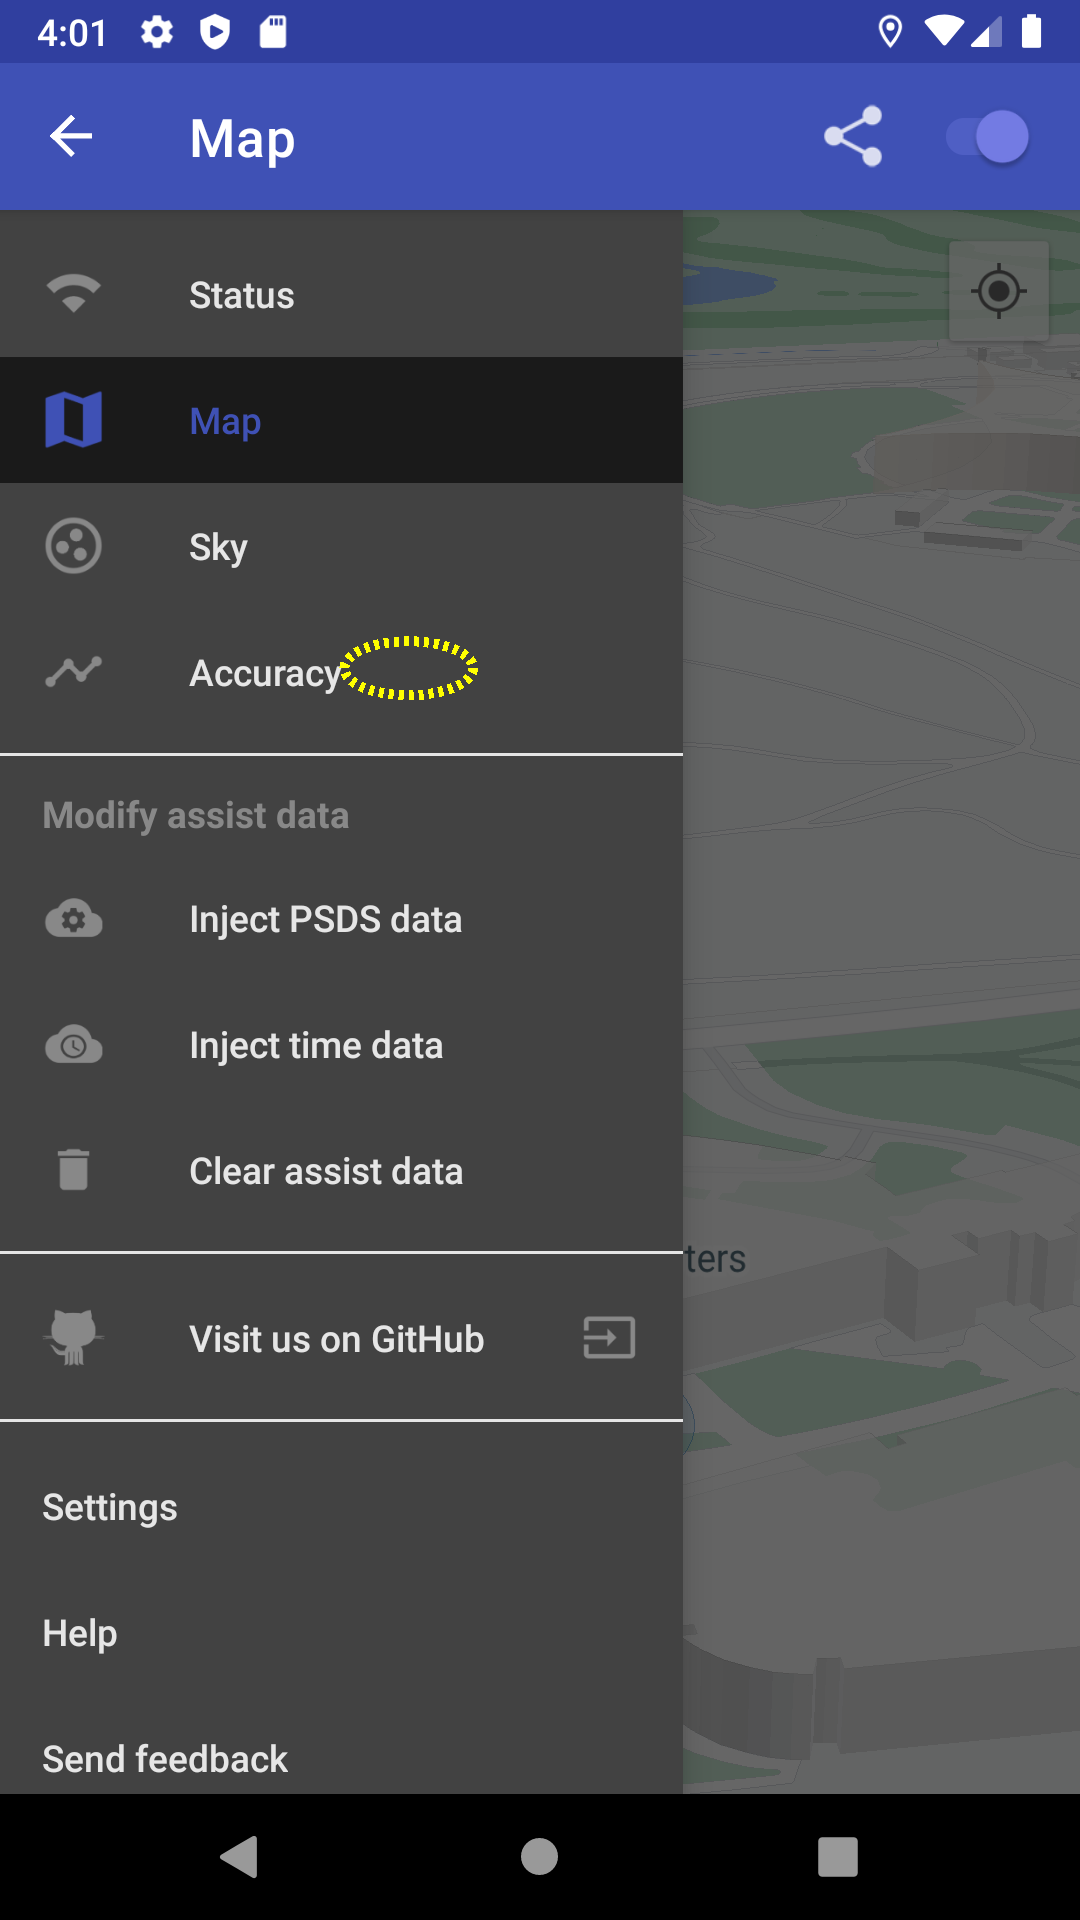 4:01
Map
Status
Map
Sky
Accuracy
Modify assist data
Inject PSDS data
Inject time data
Clear assist data
ters
Visit us on GitHub
Settings
Help
Send feedback